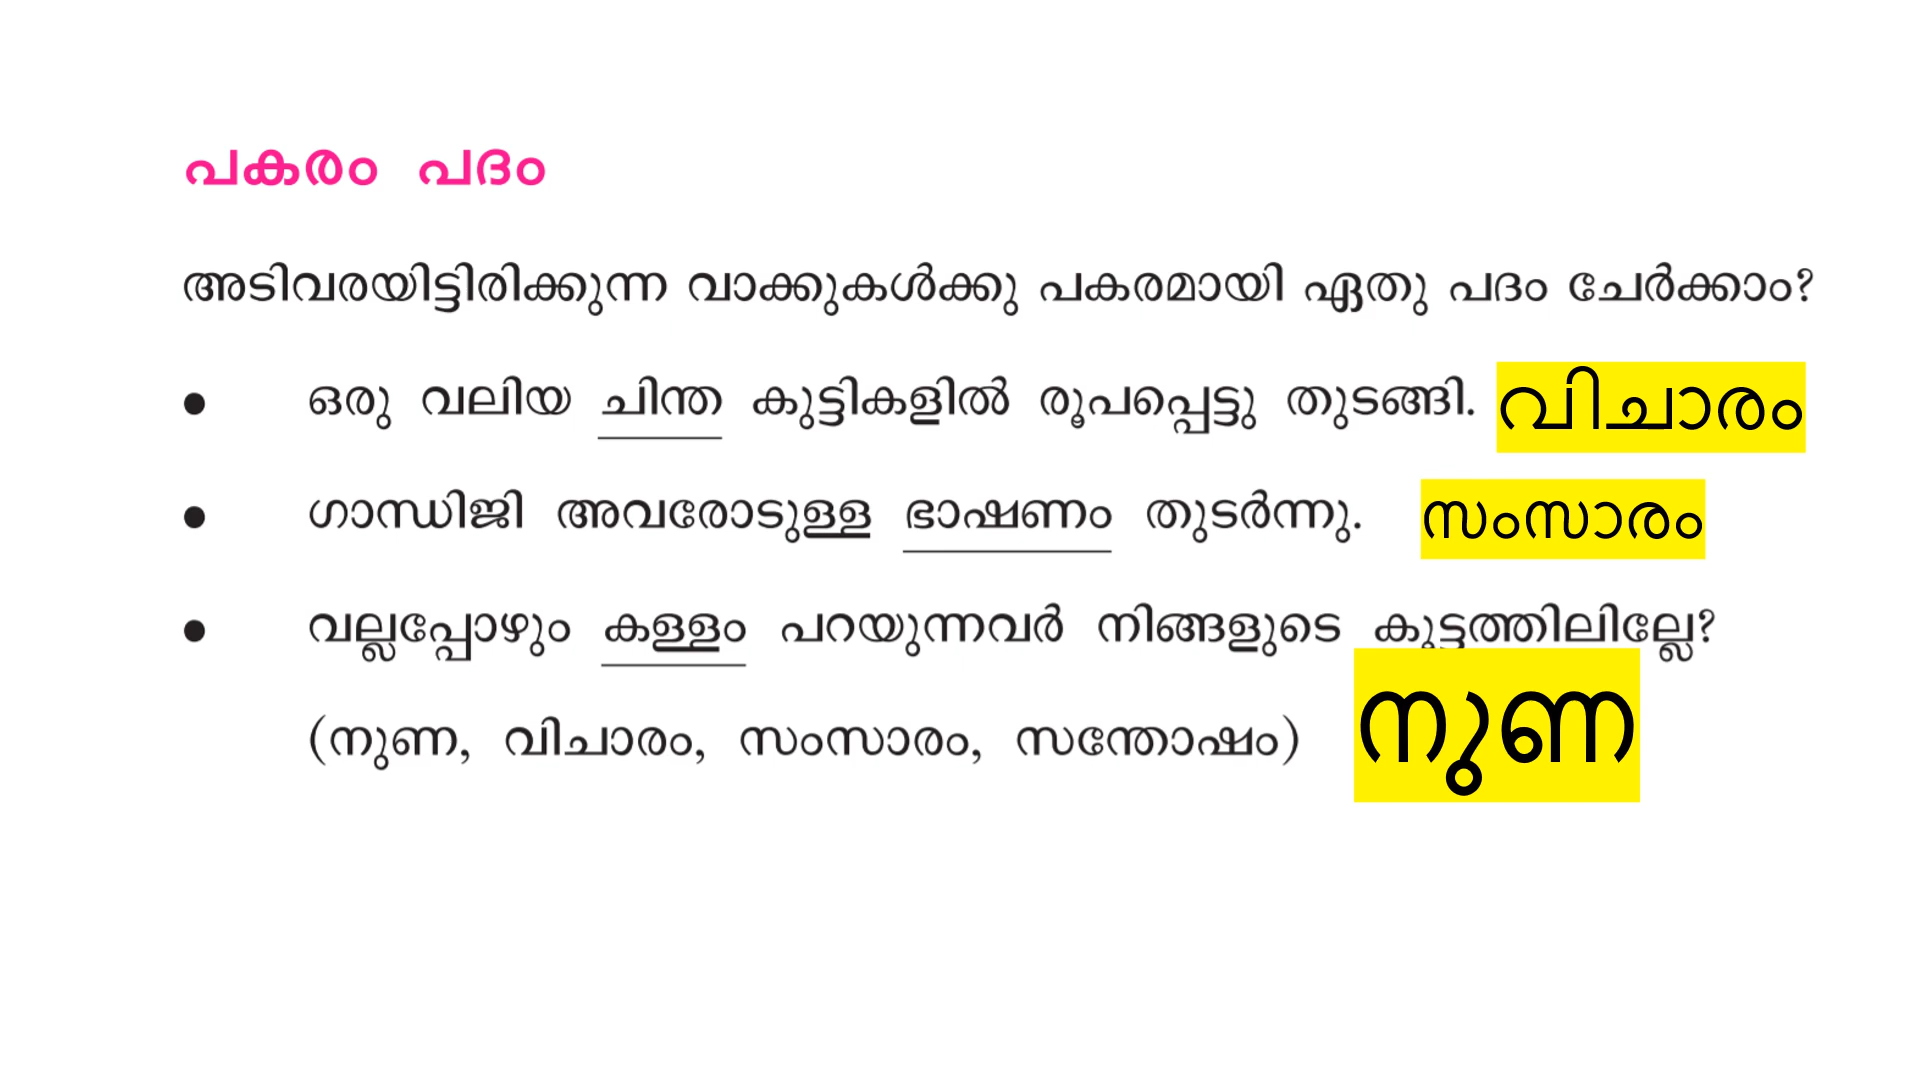 പകരം പദം
അടിവരയിട്ടിരിക്കുന്ന വാക്കുകൾക്കു പകരമായി ഏതു പദം ചേർക്കാം?
● ഒരു വലിയ ചിന്ത കുട്ടികളിൽ രൂപപ്പെട്ടു തുടങ്ങി. വിചാരം
● ഗാന്ധിജി അവരോടുള്ള ഭാഷണം തുടർന്നു. സംസാരം
● വല്ലപ്പോഴും കള്ളം പറയുന്നവർ നിങ്ങളുടെ കൂട്ടത്തിലില്ലേ?
(നുണ, വിചാരം, സംസാരം, സന്തോഷം) നുണ